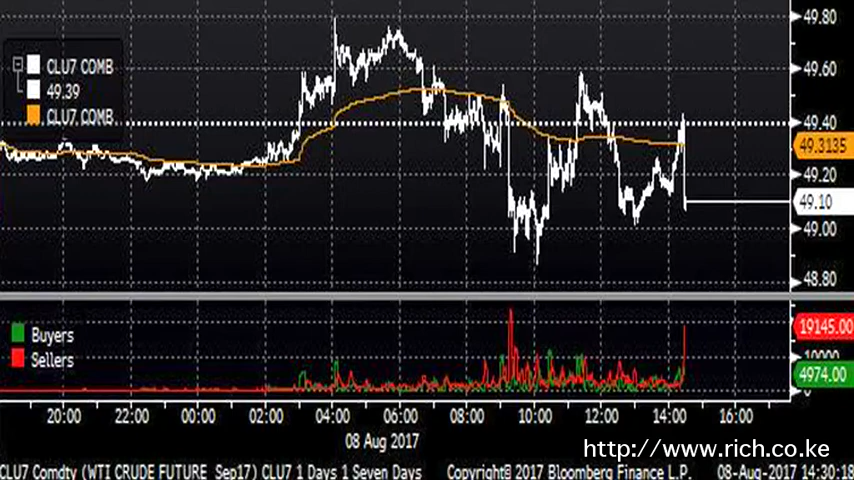 49.80
CLU7 COMB
49.39
CLU7 COMB
49.60
49.40
49.3135
49.20
49.10
49.00
48.80
Buyers
Sellers
19145.00
10000
4974.00
0
20:00 22:00 00:00 02:00 04:00 06:00 08:00 10:00 12:00 14:00 16:00
08 Aug 2017
http://www.rich.co.ke
CLU7 Comdty (WTI CRUDE FUTURE Sep17) CLU7 1 Days 1 Seven Days Copyright 2017 Bloomberg Finance L.P. 08-Aug-2017 14:30:18